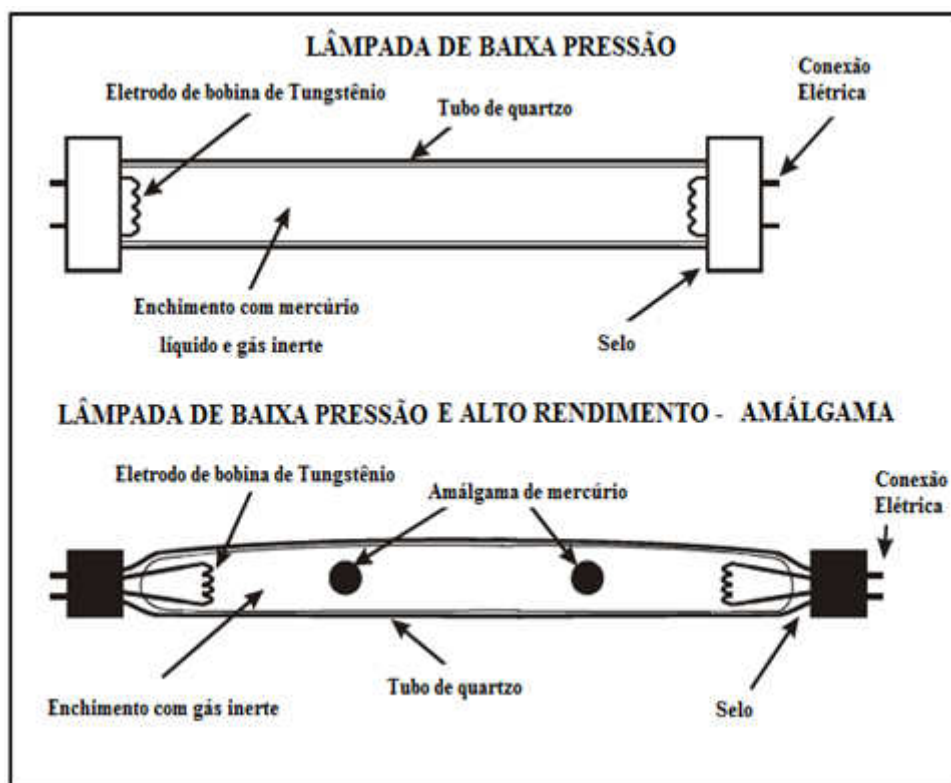 LÂMPADA DE BAIXA PRESSÃO
Eletrodo de bobina de Tungstênio
Tubo de quartzo
Conexão
Elétrica
Enchimento com mercúrio
líquido e gás inerte
Selo
LÂMPADA DE BAIXA PRESSÃO E ALTO RENDIMENTO - AMÁLGAMA
Eletrodo de bobina de Tungstênio
Amálgama de mercúrio
Conexão
Elétrica
Enchimento com gás inerte
Tubo de quartzo
Selo